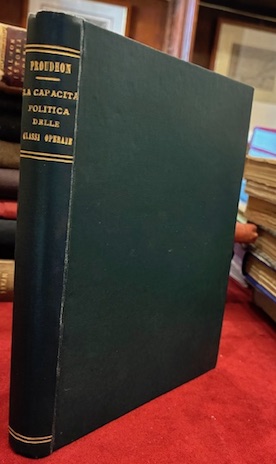 PROUDHON
LA CAPACITÀ
POLITICA
DELLE
CLASSI OPERAIE